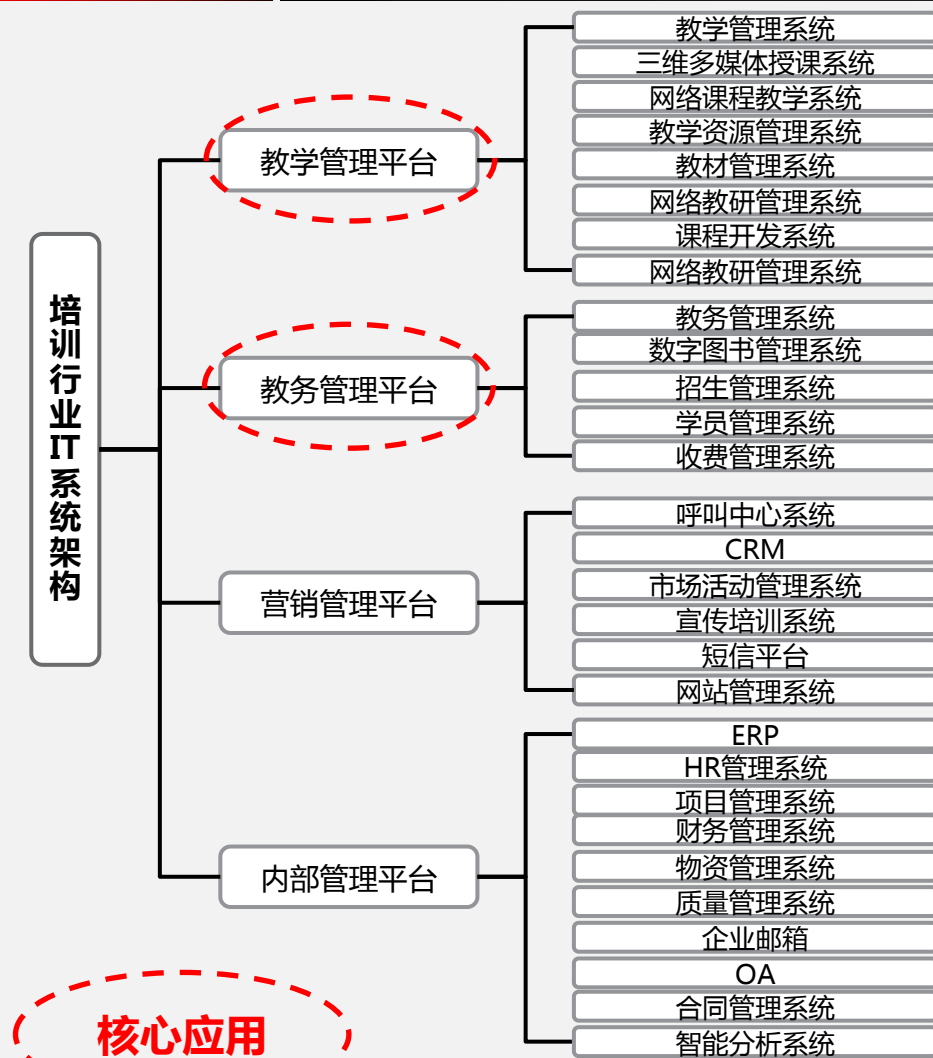 培训行业IT系统架构
教学管理平台
教学管理系统
三维多媒体授课系统
网络课程教学系统
教学资源管理系统
教材管理系统
网络教研管理系统
课程开发系统
网络教研管理系统
教务管理平台
教务管理系统
数字图书管理系统
招生管理系统
学员管理系统
收费管理系统
营销管理平台
呼叫中心系统
CRM
市场活动管理系统
宣传培训系统
短信平台
网站管理系统
内部管理平台
ERP
HR管理系统
项目管理系统
财务管理系统
物资管理系统
质量管理系统
企业邮箱
OA
合同管理系统
智能分析系统
核心应用